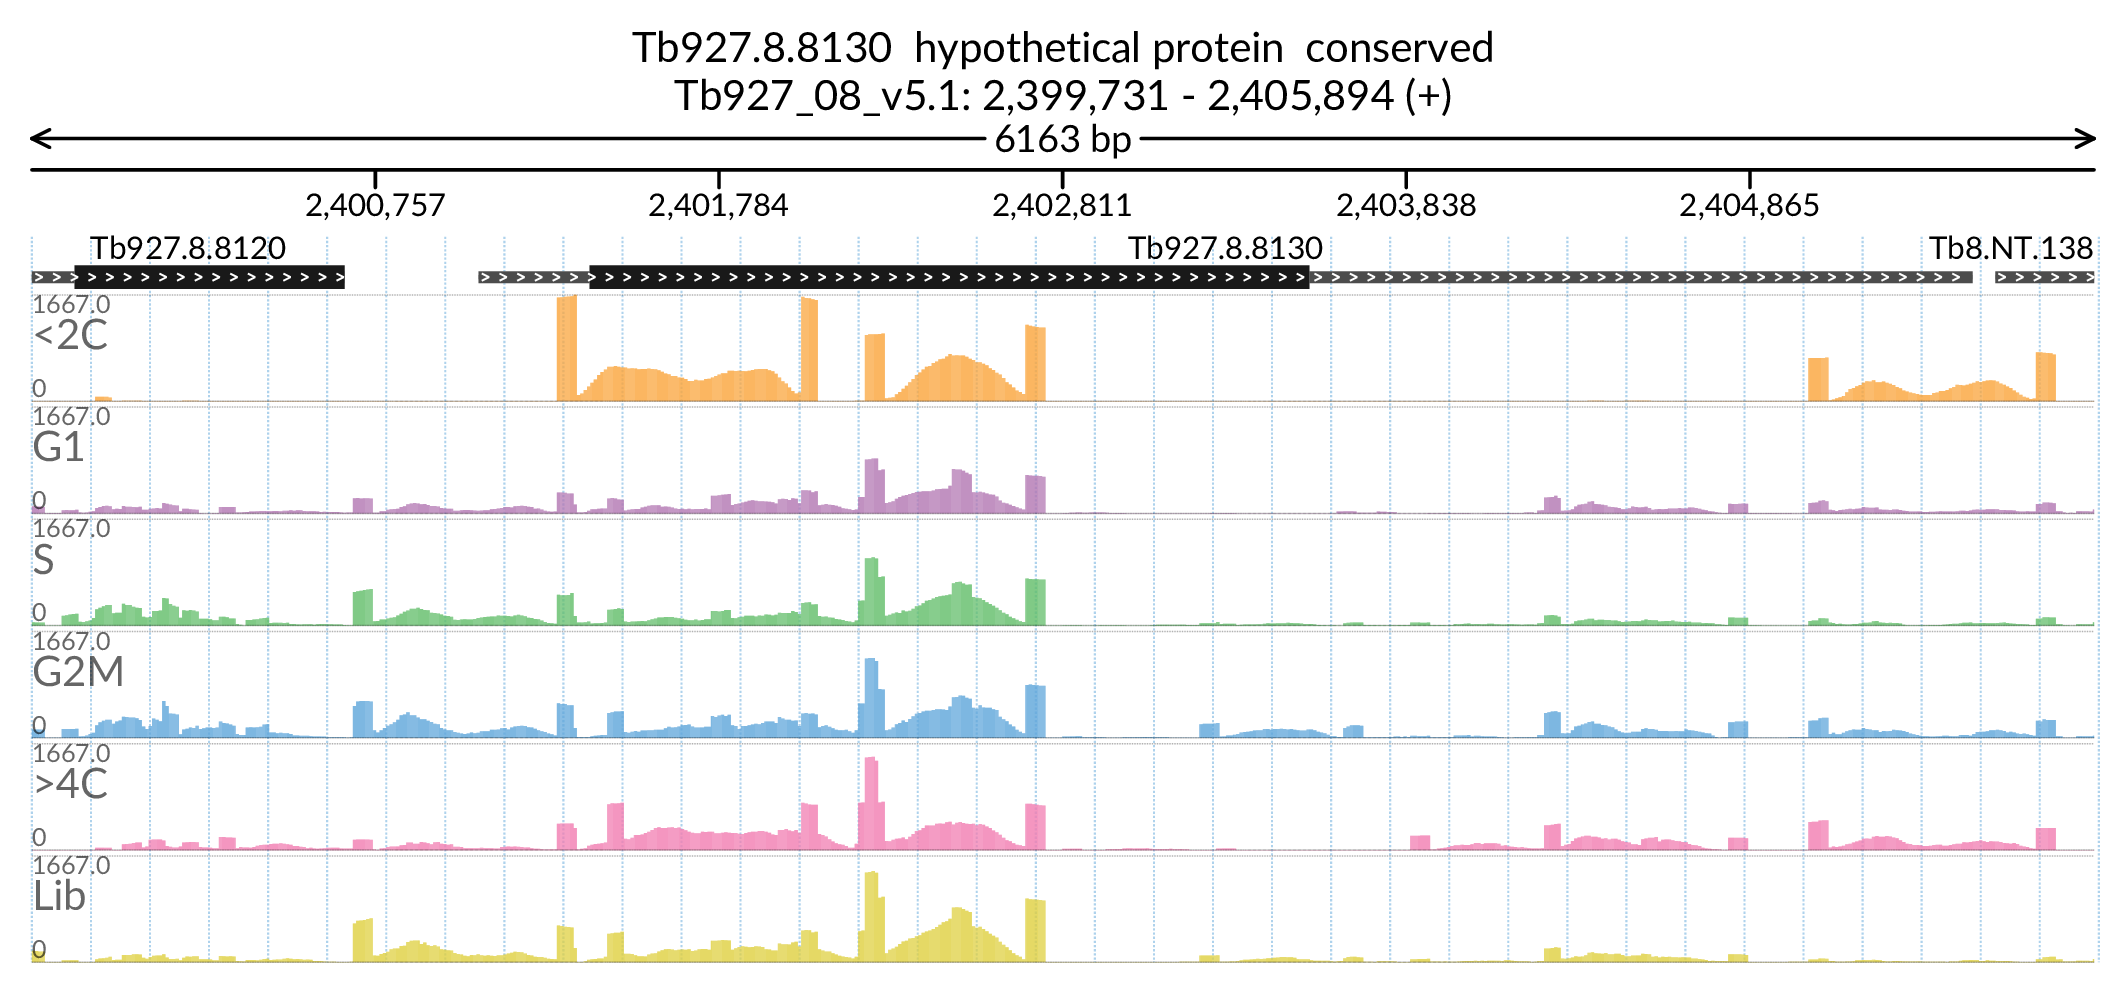 Tb927.8.8130  hypothetical protein  conserved
Tb927_08_v5.1: 2,399,731 - 2,405,894 (+)
6163 bp
2,400,757 2,401,784 2,402,811 2,403,838 2,404,865
Tb927.8.8120 Tb927.8.8130 Tb8.NT.138
1667.0
<2C
0
1667.0
G1
0
1667.0
S
0
1667.0
G2M
0
1667.0
>4C
0
1667.0
Lib
0